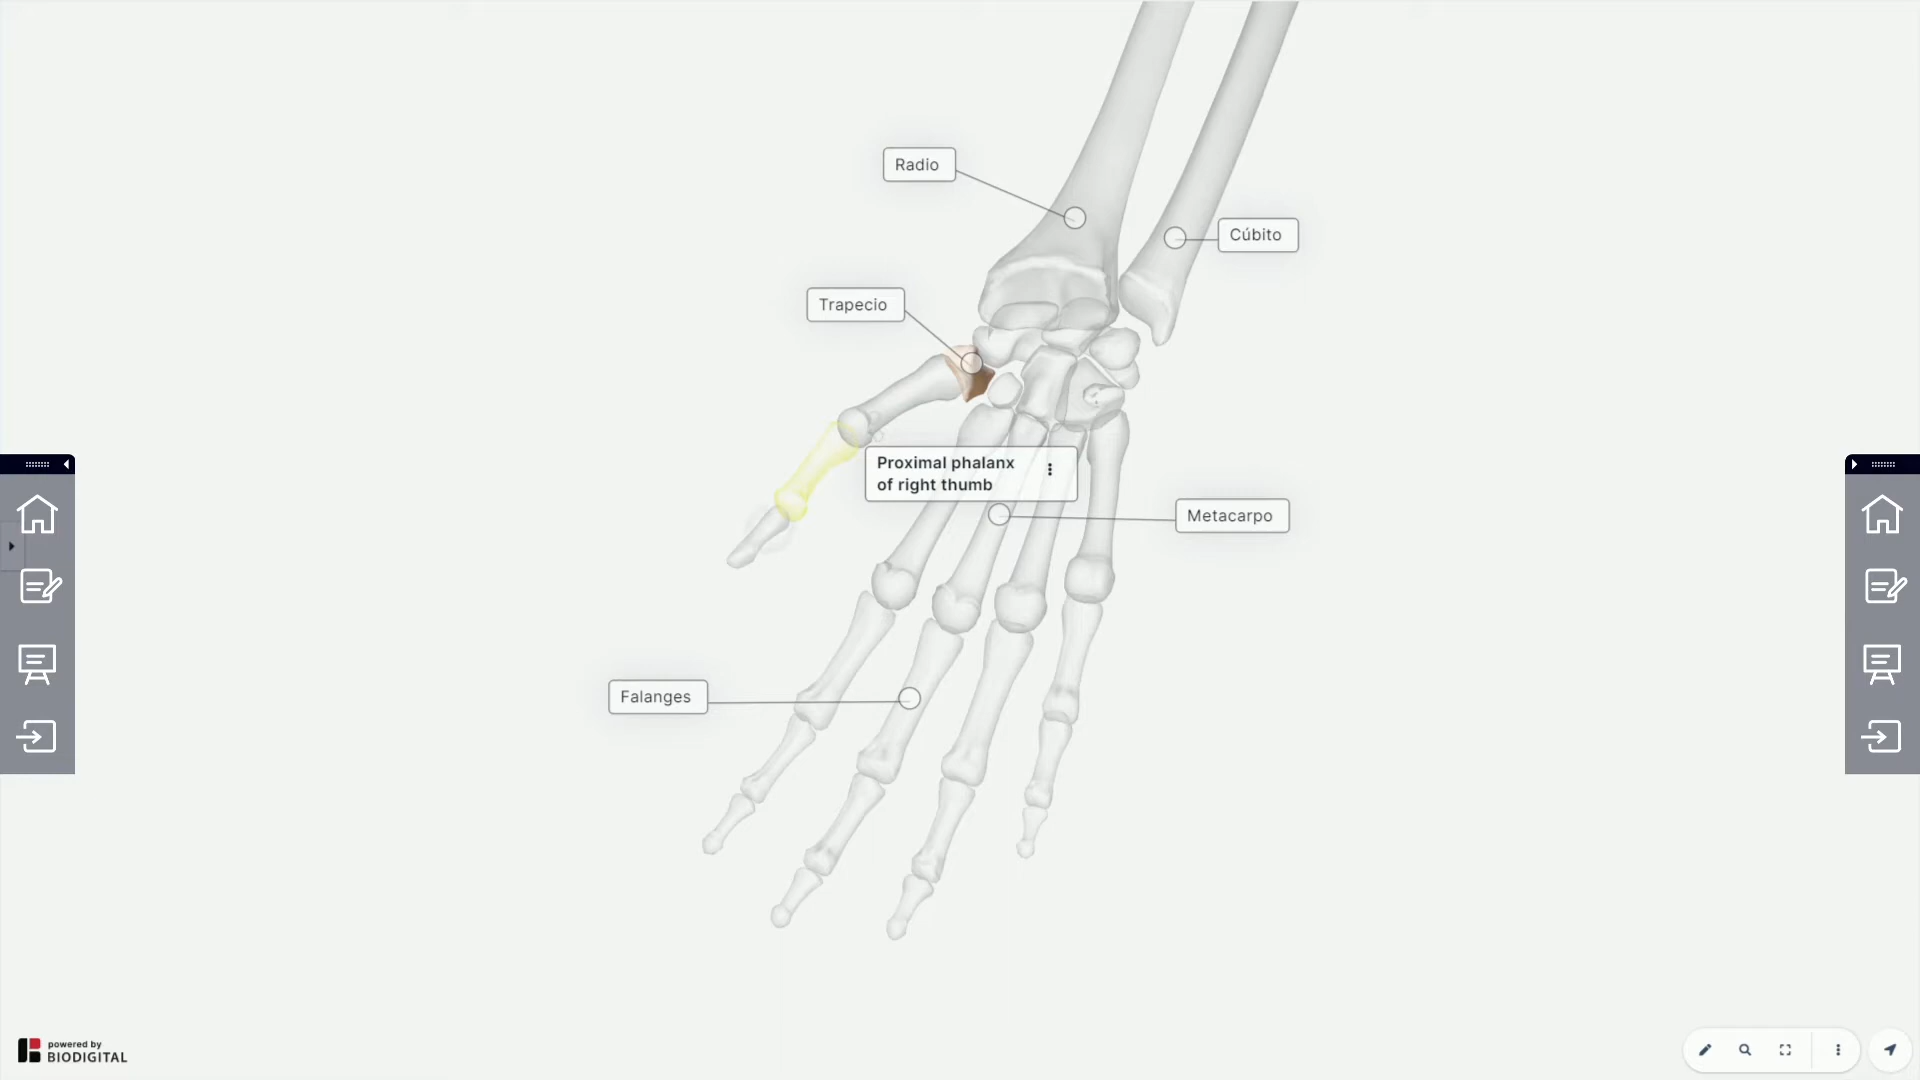 Radio
Cúbito
Trapecio
Proximal phalanx
of right thumb
Metacarpo
Falanges
powered by
BIODIGITAL